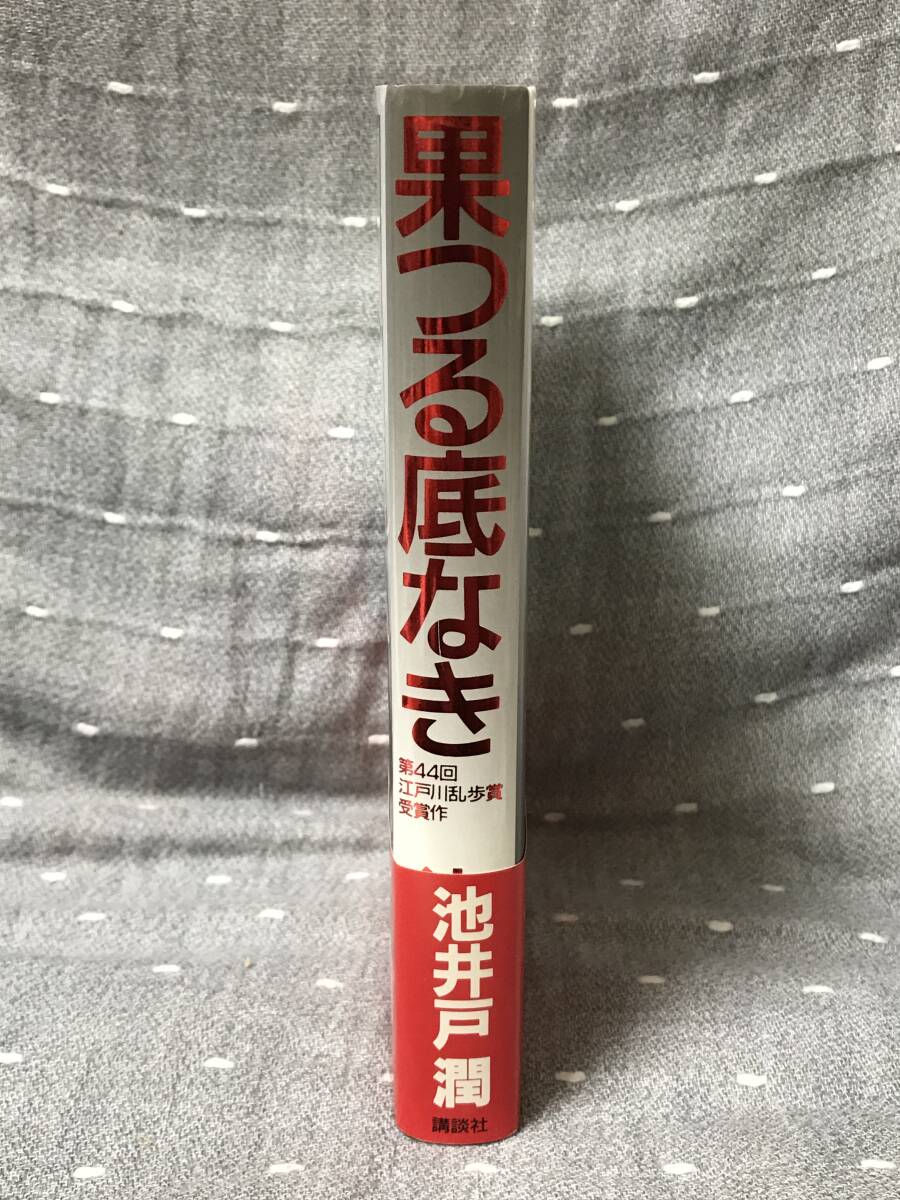 果つる底なき
第44回
江戸川乱歩賞
受賞作
池井戸 潤
講談社